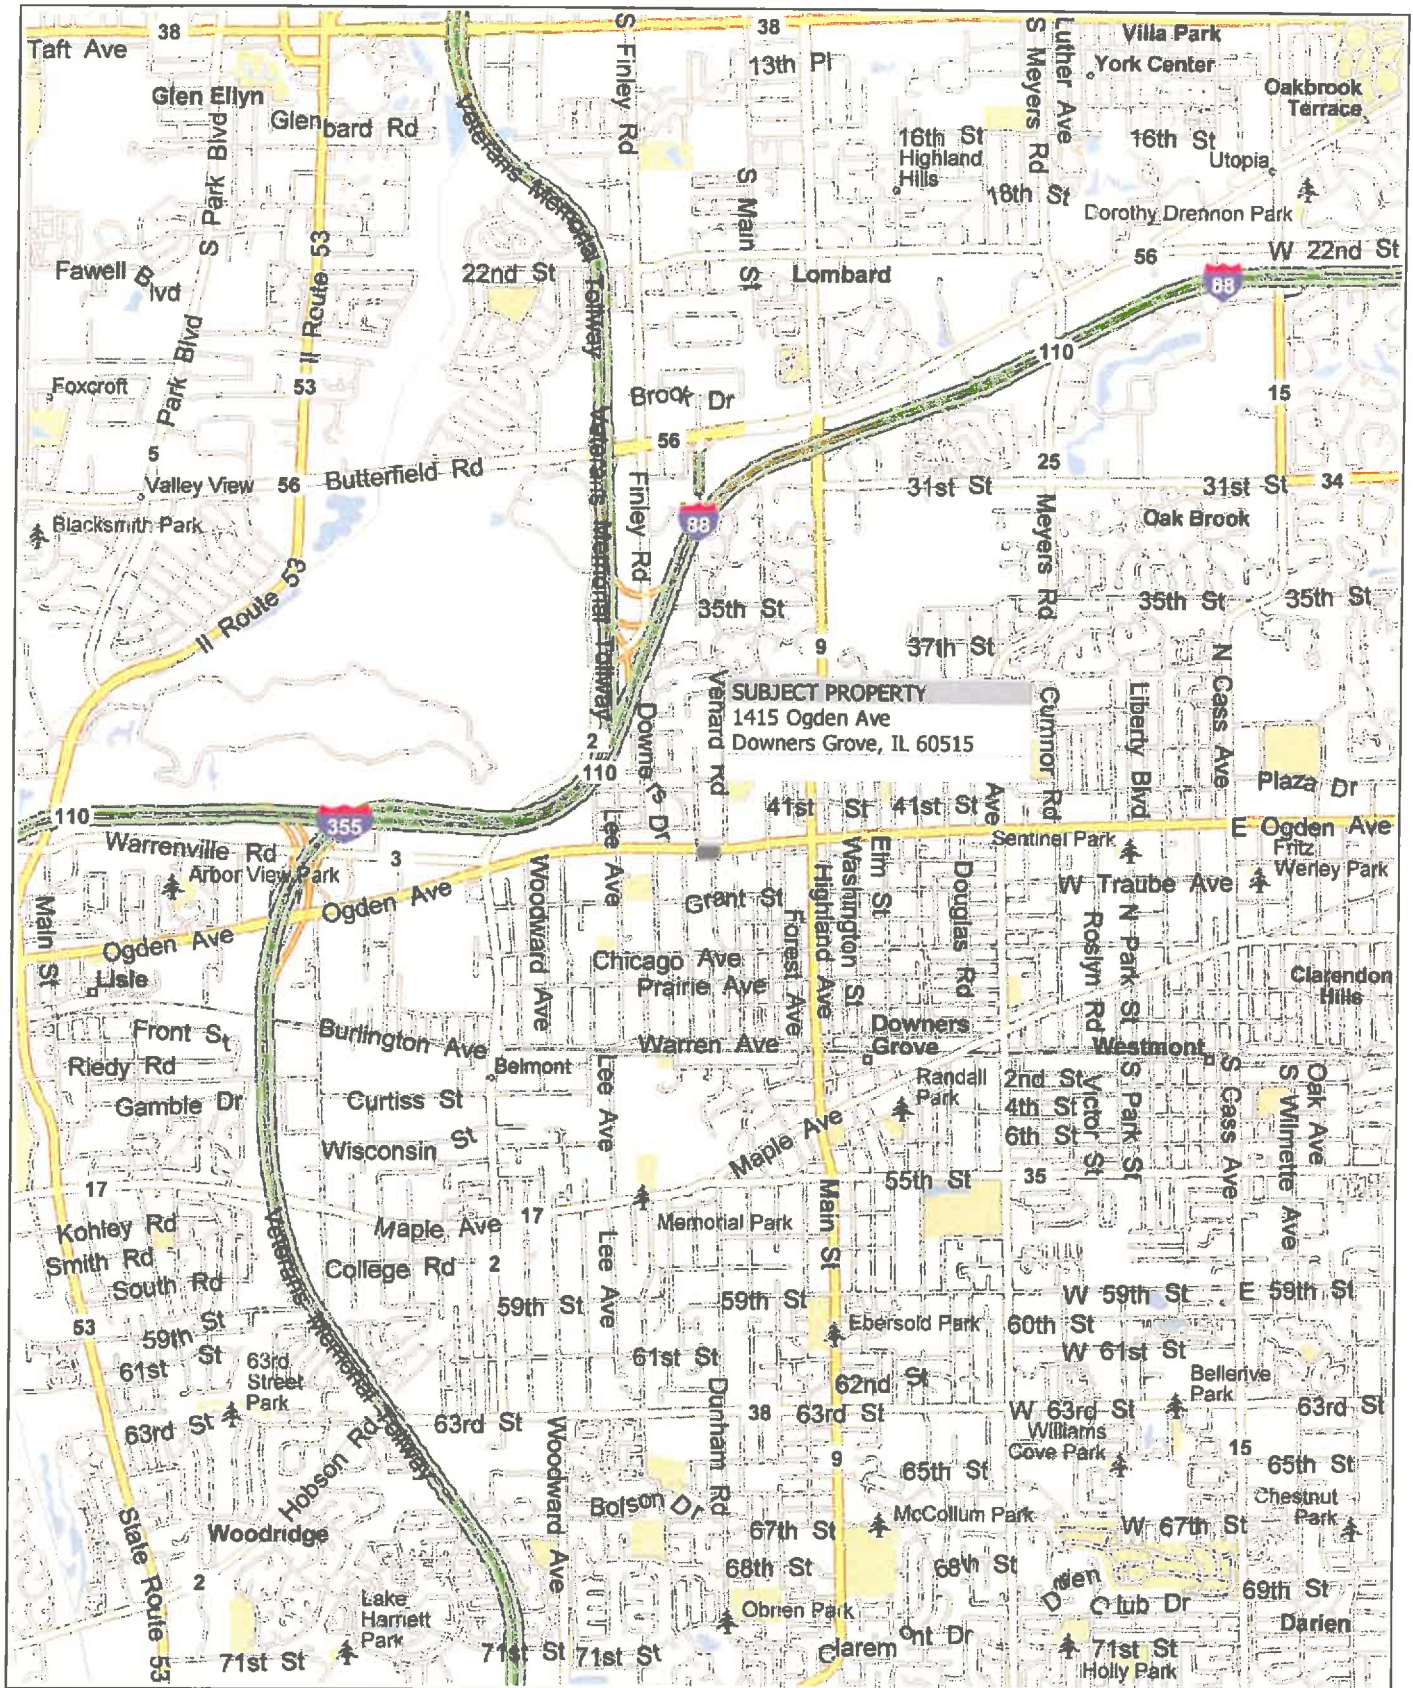 38
38
Taft Ave
S Finley Rd
13th Pl
S Meyers Rd
Luther Ave
Villa Park
York Center
Oakbrook
Terrace
Glen Ellyn
Glenbard Rd
S Park Blvd
Veterans Memorial Tollway
16th St
Highland
Hills
16th St
Utopia
18th St
Dorothy Drennon Park
S Main St
Fawell Blvd
Il Route 53
22nd St
Lombard
56
W 22nd St
88
110
Foxcroft
53
Park Blvd
Brook Dr
15
5
56
Valley View
56
Butterfield Rd
Veterans Memorial Tollway
Finley Rd
25
31st St
31st St
34
Blacksmith Park
88
Meyers Rd
Oak Brook
Il Route 53
35th St
35th St
35th St
9
37th St
N Cass Ave
SUBJECT PROPERTY
1415 Ogden Ave
Downers Grove, IL 60515
Venard Rd
Downers Dr
Cumnor Rd
Liberty Blvd
2
110
Plaza Dr
110
355
41st St
41st St
Ave
Sentinel Park
E Ogden Ave
Fritz
Werley Park
Warrenville Rd
3
Arbor View Park
Lee Ave
Woodward Ave
Ogden Ave
Grant St
Forest Ave
Highland Ave
Washington St
Elm St
Douglas Rd
W Traube Ave
Main St
Ogden Ave
Lisle
Chicago Ave
Prairie Ave
Roslyn Rd
N Park St
Clarendon
Hills
Front St
Burlington Ave
Warren Ave
Downers
Grove
Westmont
Riedy Rd
Belmont
Lee Ave
Randall
Park
2nd St
Victor St
S Park St
S Cass Ave
S Wilmette Ave
Oak Ave
Gamble Dr
Curtiss St
4th St
Wisconsin St
Maple Ave
6th St
17
55th St
35
Kohley Rd
Maple Ave
17
Memorial Park
Main St
Smith Rd
College Rd
2
Lee Ave
South Rd
Veterans Memorial Tollway
59th St
59th St
W 59th St
E 59th St
53
59th St
Ebersold Park
60th St
61st St
63rd
Street
Park
61st St
W 61st St
62nd St
Bellerive
Park
63rd St
63rd St
Dunham Rd
38
63rd St
W 63rd St
63rd St
Williams
Cove Park
Hobson Rd
Woodward Ave
9
65th St
15
65th St
State Route 53
Bolson Dr
McCollum Park
Chestnut
Park
Woodridge
67th St
W 67th St
68th St
68th St
2
Lake
Harriett
Park
Obrien Park
Darien Club Dr
69th St
Darien
71st St
71st St
71st St
Claremont Dr
71st St
Holly Park